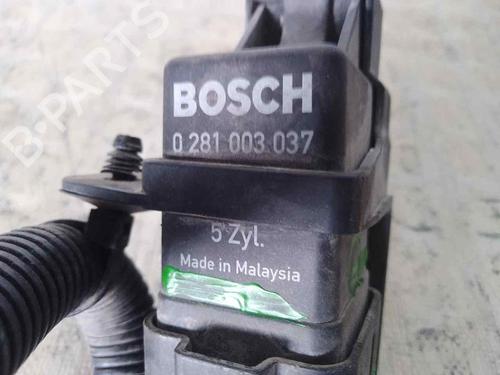 BOSCH
0 281 003 037
5 Zyl.
Made in Malaysia
B-PARTS